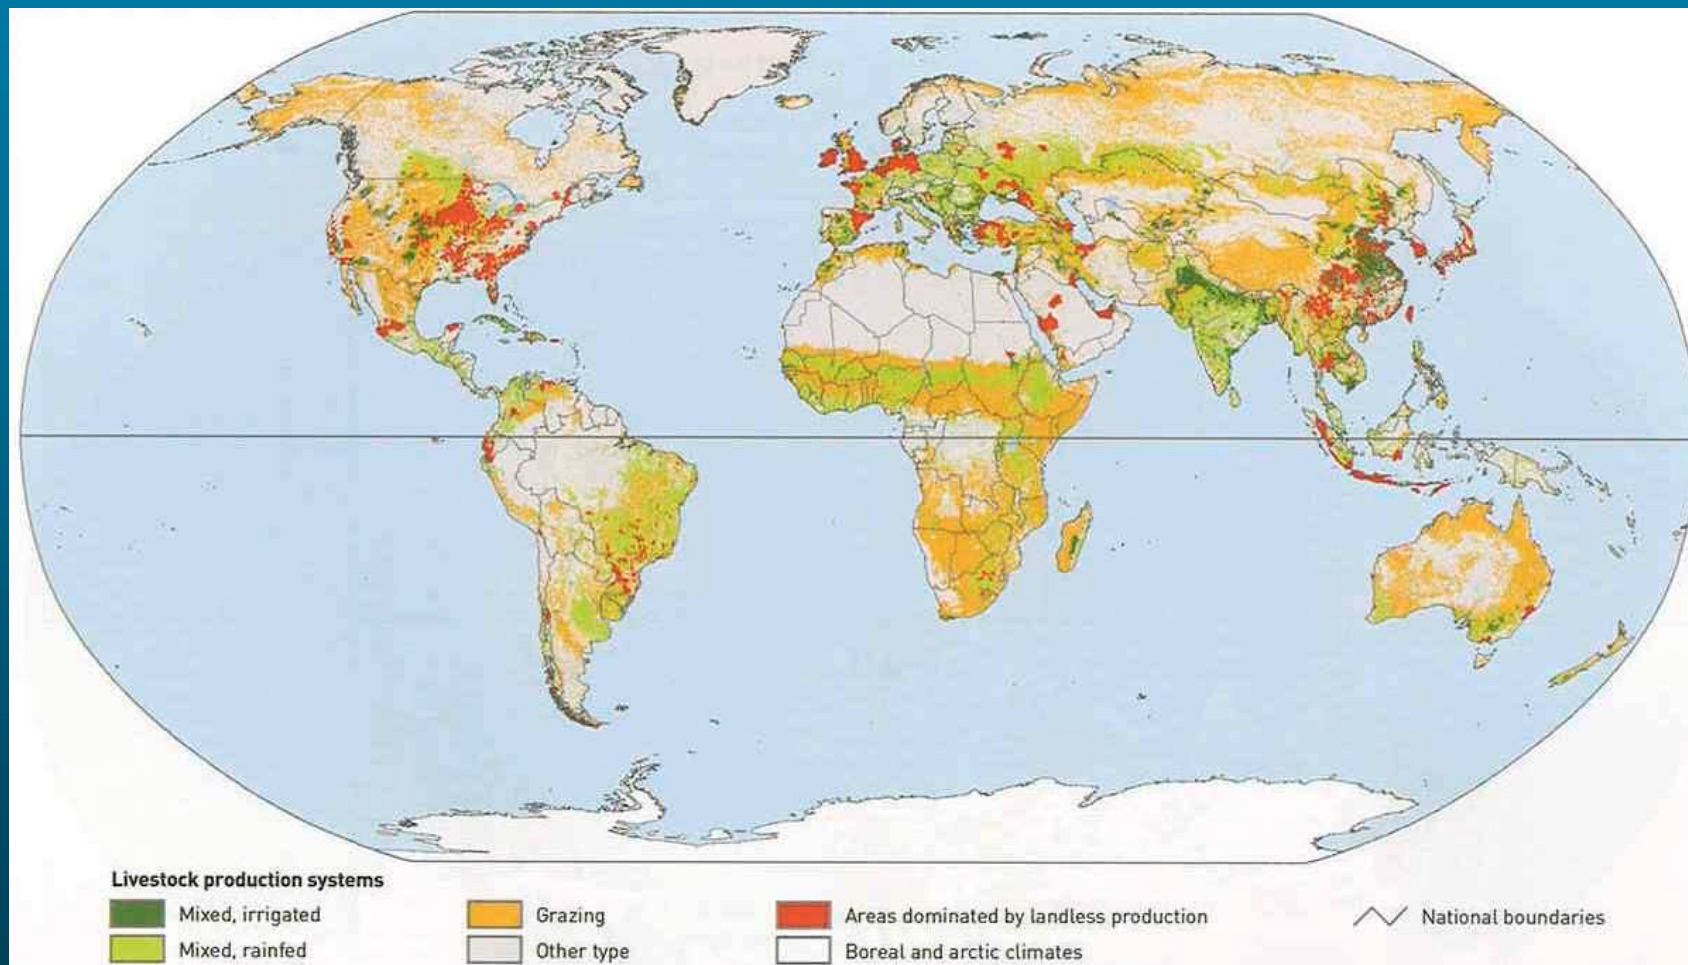 Livestock production systems
Mixed, irrigated
Mixed, rainfed
Grazing
Other type
Areas dominated by landless production
Boreal and arctic climates
National boundaries